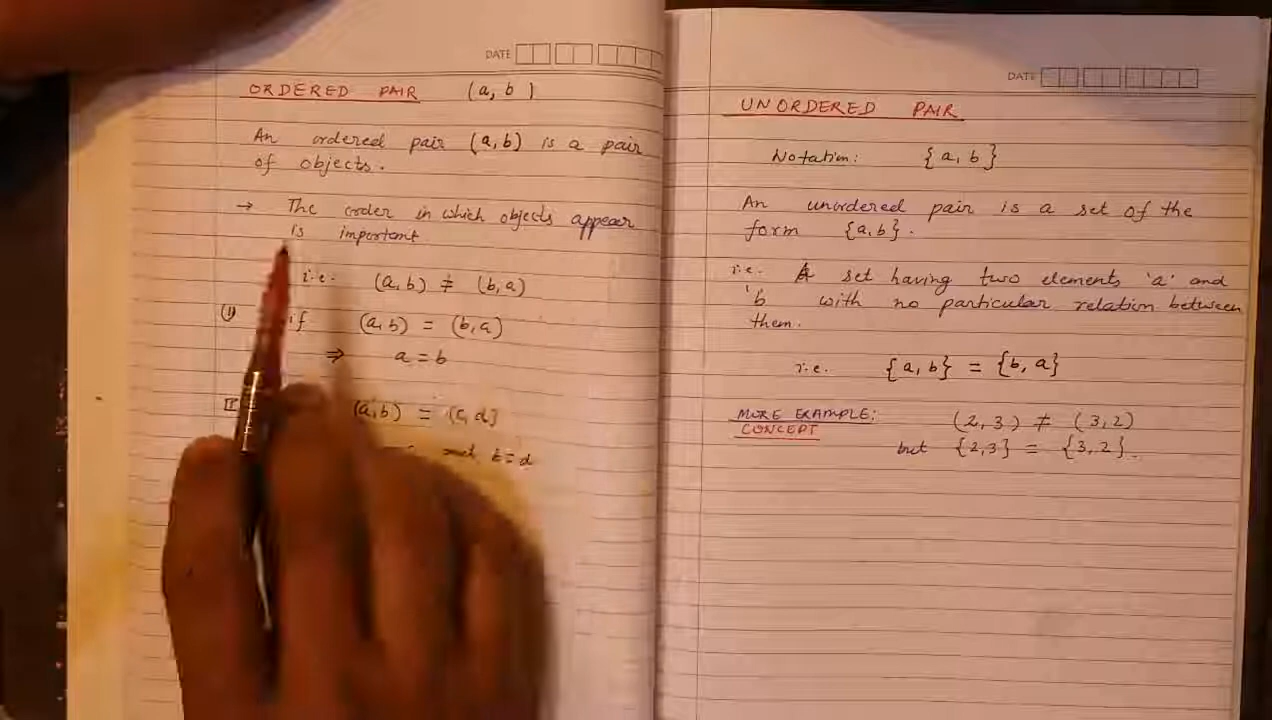 DATE
ORDERED PAIR (a, b)
An ordered pair (a,b) is a pair
of objects.
→ The order in which objects appear
is important
i.e. (a,b) ≠ (b,a)
(I) if (a,b) = (b,a)
⇒ a = b
II (a,b) = (c,d)
and b = d
DATE
UNORDERED PAIR
Notation: {a, b}
An unordered pair is a set of the
form {a,b}.
i.e. A set having two elements 'a' and
'b with no particular relation between
them.
i.e. {a,b} = {b, a}
MORE EXAMPLE: (2,3) ≠ (3,2)
CONCEPT but {2,3} = {3,2}.